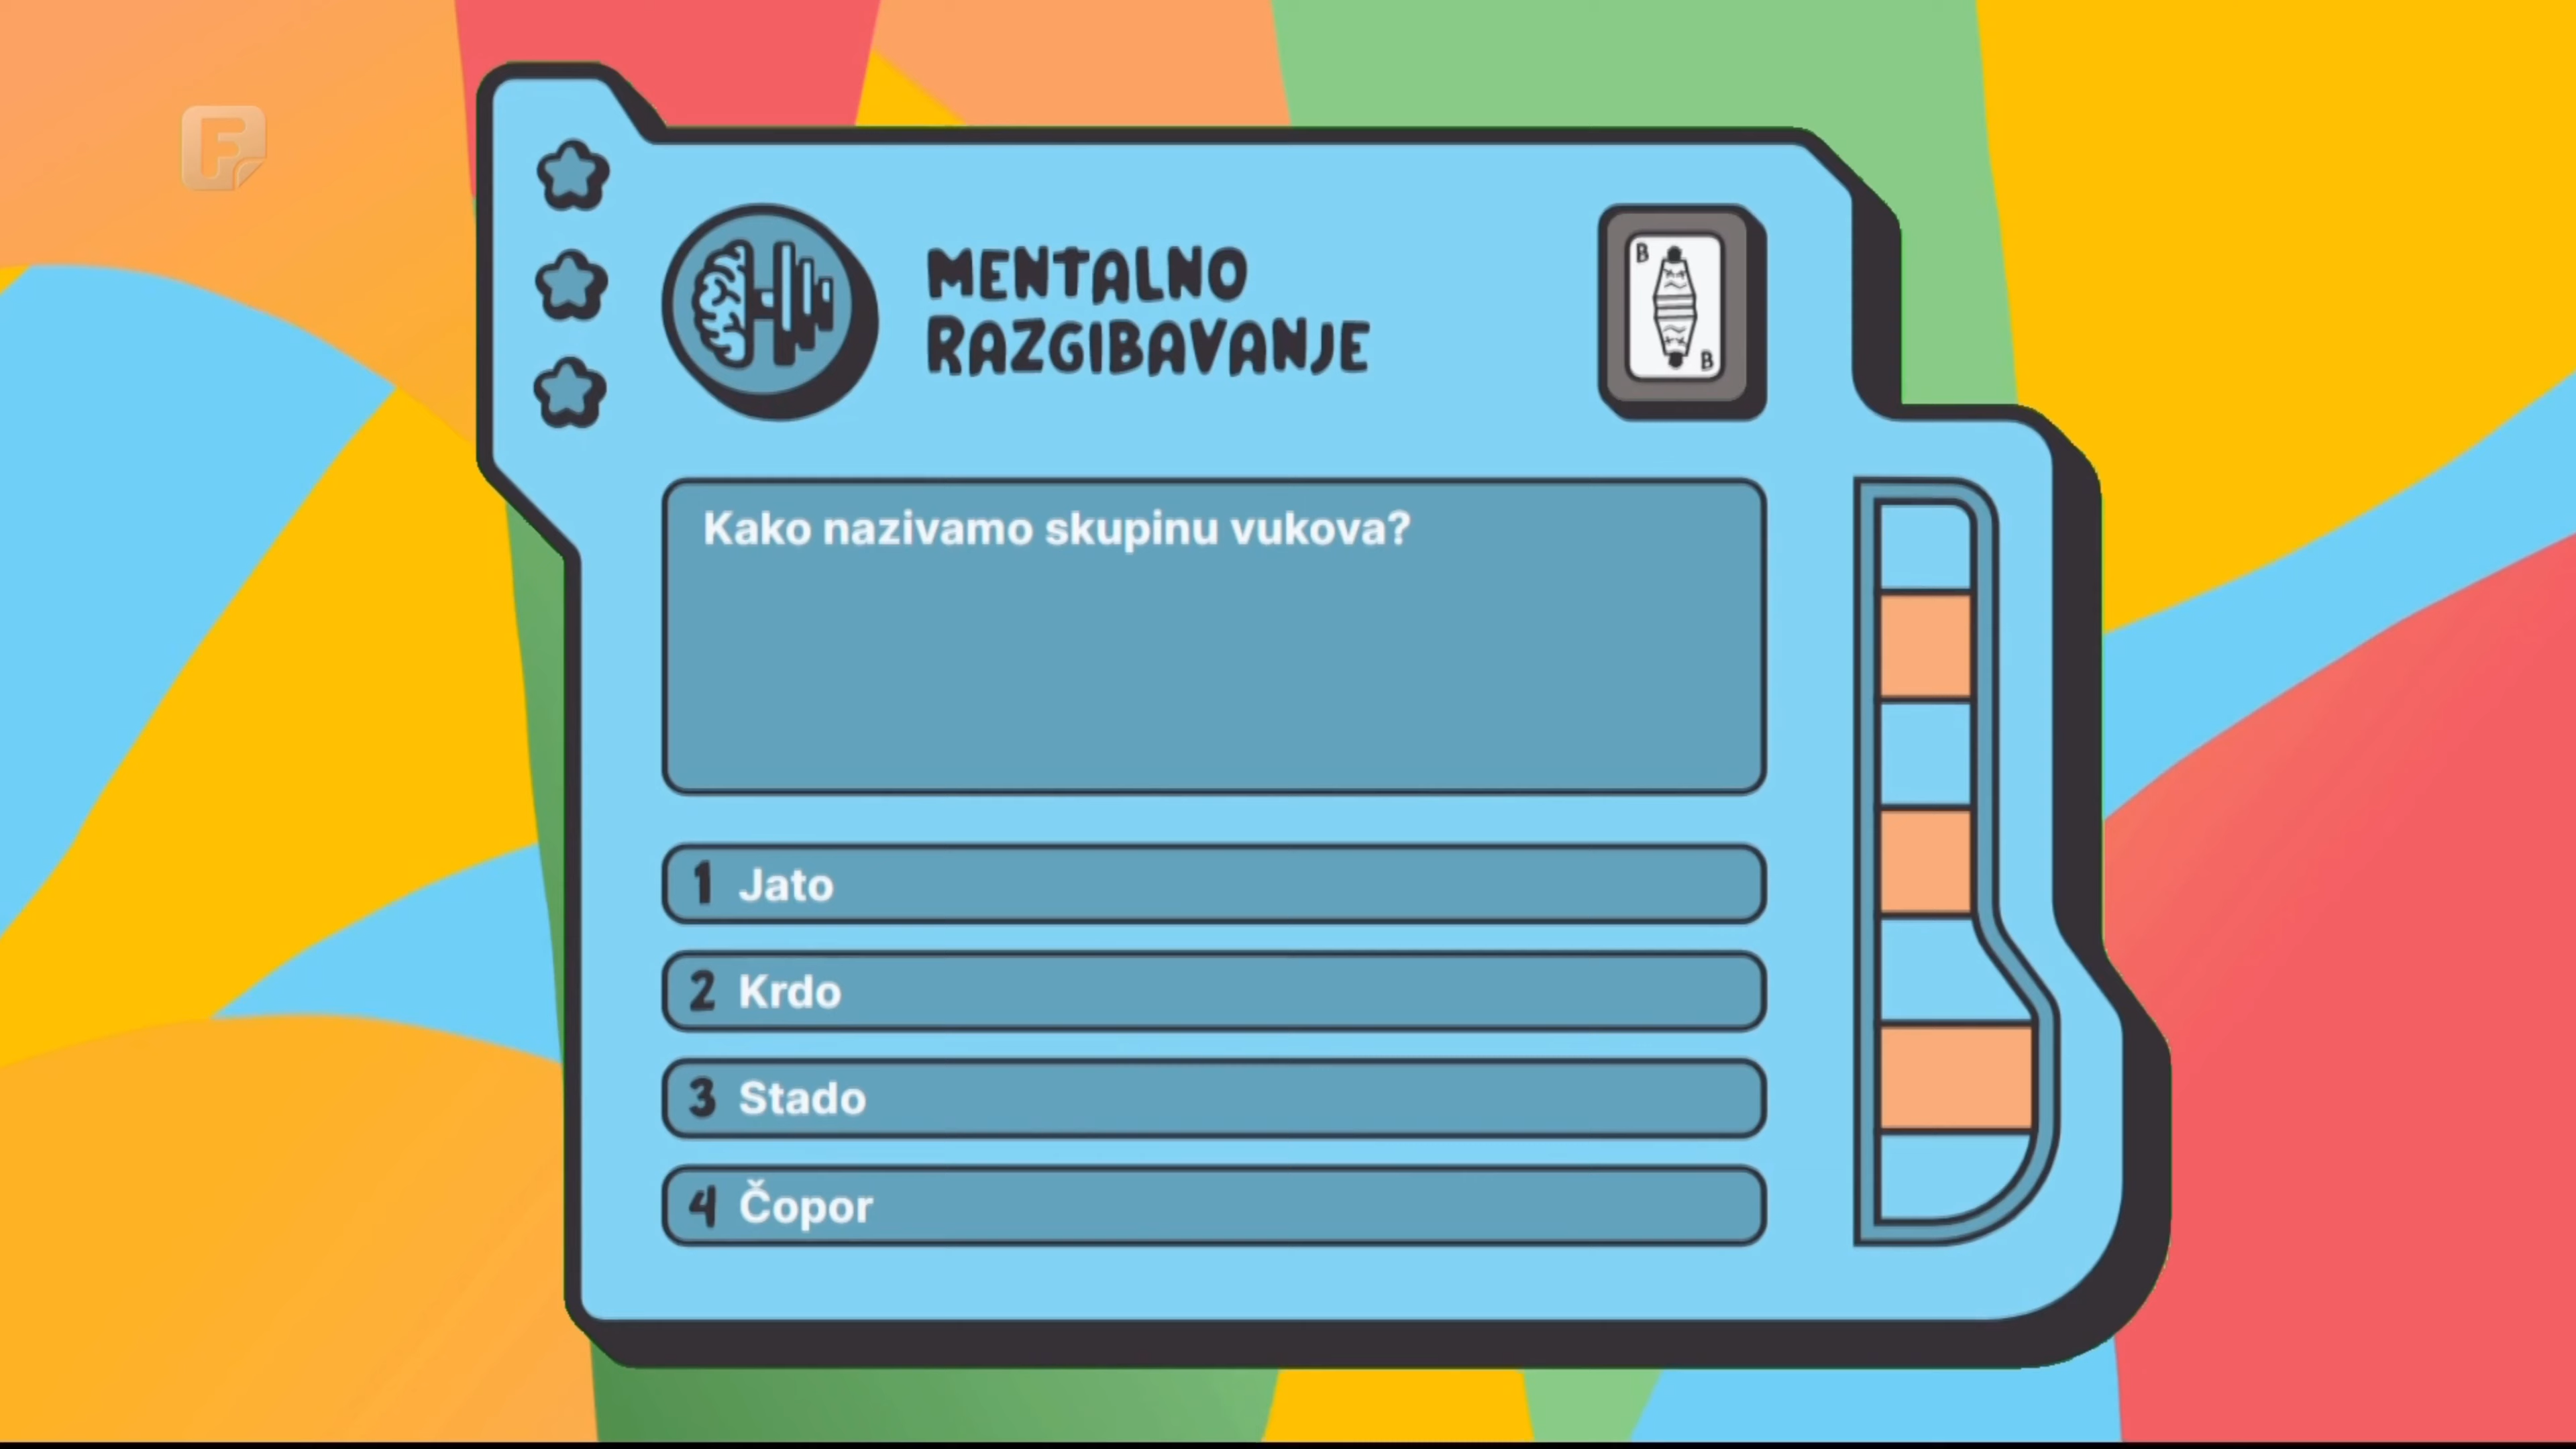 F
MENTALNO
RAZGIBAVANJE
B
B
Kako nazivamo skupinu vukova?
1 Jato
2 Krdo
3 Stado
4 Čopor